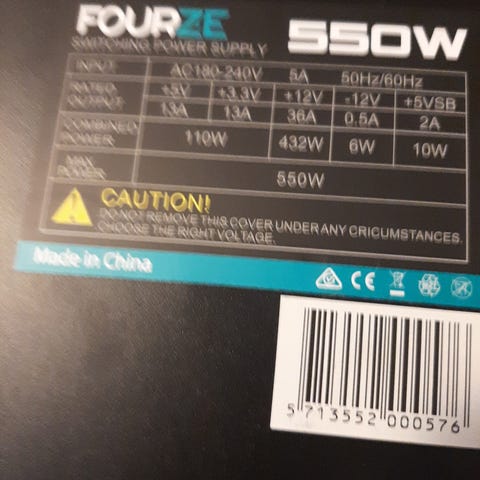 FOURZE 550W
SWITCHING POWER SUPPLY
INPUT AC180-240V 5A 50Hz/60Hz
RATED OUTPUT: +5V +3.3V +12V -12V +5VSB
13A 13A 36A 0.5A 2A
COMBINED POWER: 110W 432W 6W 10W
MAX. POWER: 550W
CAUTION!
DO NOT REMOVE THIS COVER UNDER ANY CRICUMSTANCES.
CHOOSE THE RIGHT VOLTAGE.
Made in China
CE
5 713552 000576